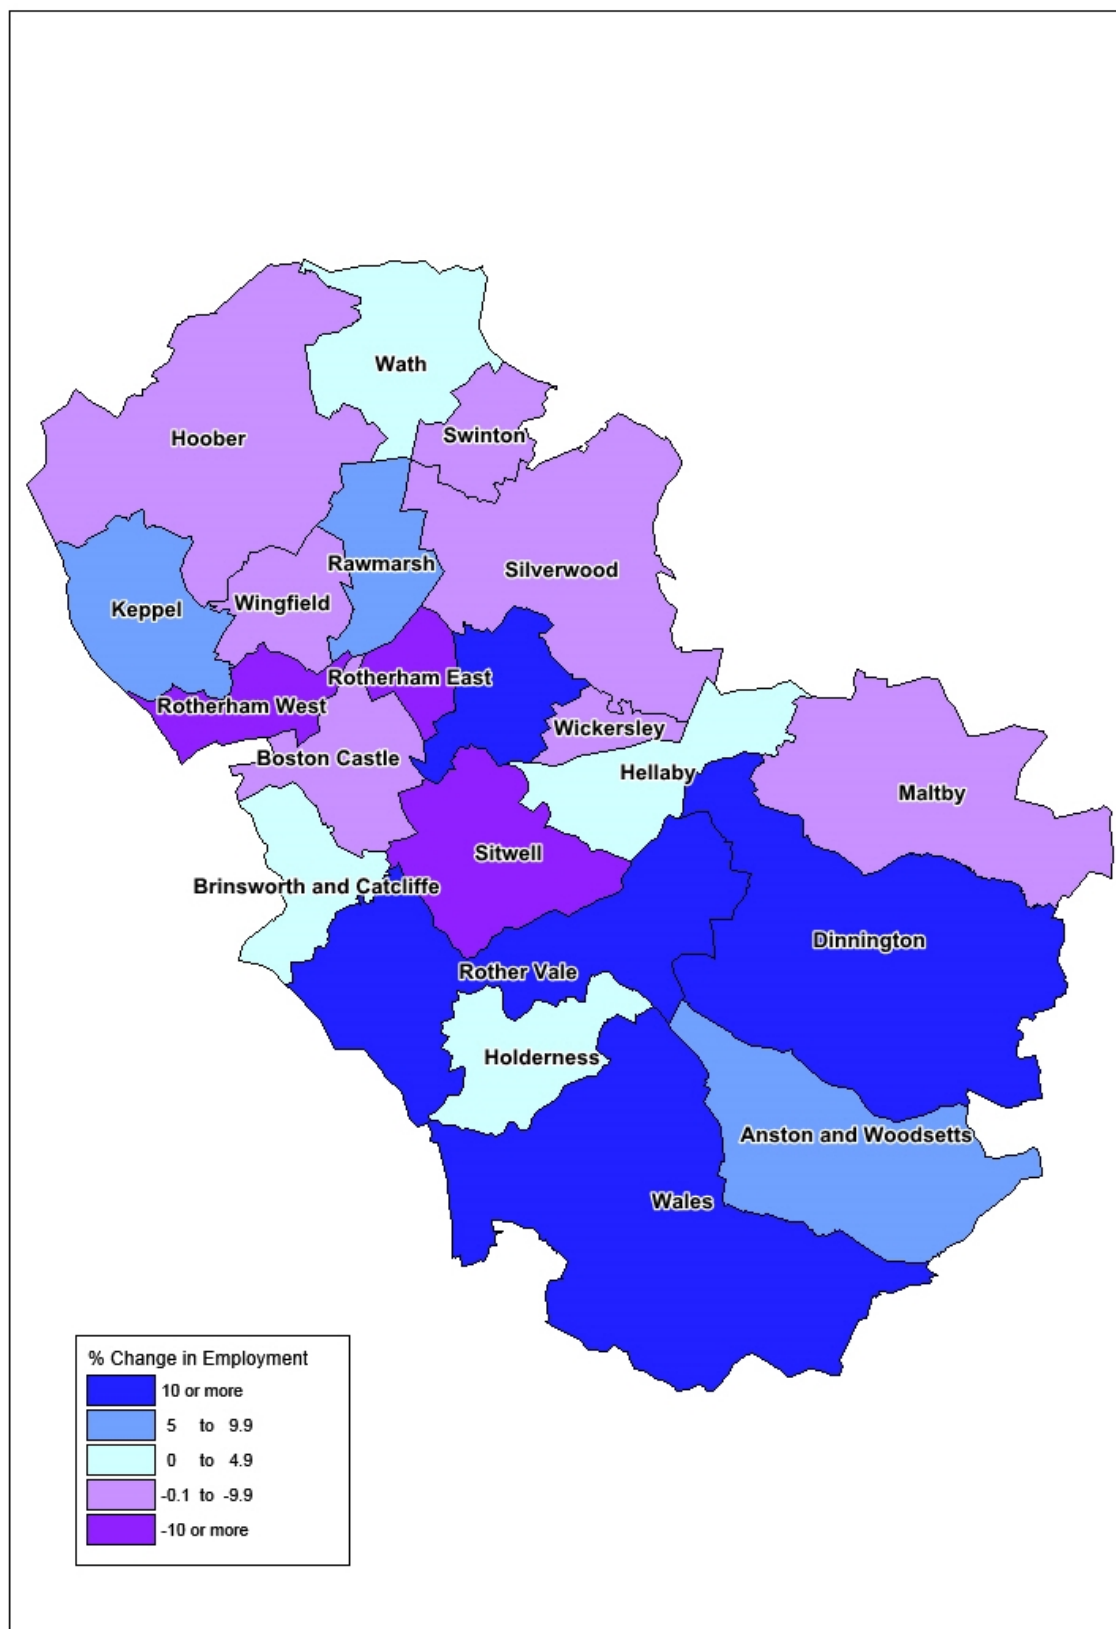 Wath
Swinton
Hoober
Rawmarsh
Silverwood
Wingfield
Keppel
Rotherham East
Rotherham West
Wickersley
Boston Castle
Hellaby
Maltby
Sitwell
Brinsworth and Catcliffe
Dinnington
Rother Vale
Holderness
Anston and Woodsetts
Wales
% Change in Employment
10 or more
5 to 9.9
0 to 4.9
-0.1 to -9.9
-10 or more